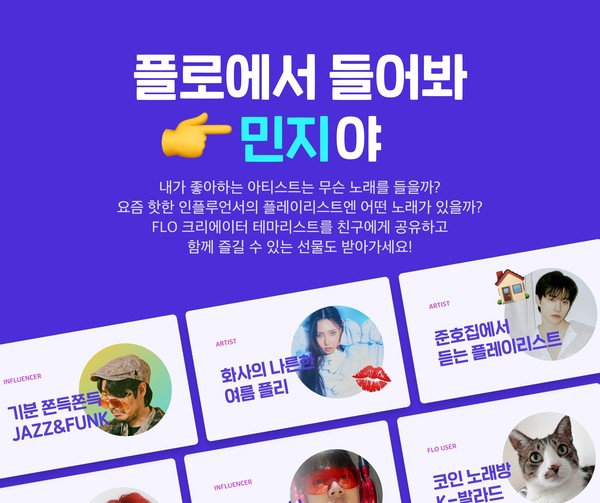 플로에서 들어봐
민지야
내가 좋아하는 아티스트는 무슨 노래를 들을까?
요즘 핫한 인플루언서의 플레이리스트엔 어떤 노래가 있을까?
FLO 크리에이터 테마리스트를 친구에게 공유하고
함께 즐길 수 있는 선물도 받아가세요!
INFLUENCER
기분 쫀득쫀득
JAZZ&FUNK
ARTIST
화사의 나른한
여름 플리
ARTIST
준호집에서
듣는 플레이리스트
INFLUENCER
FLO USER
코인 노래방
K-발라드